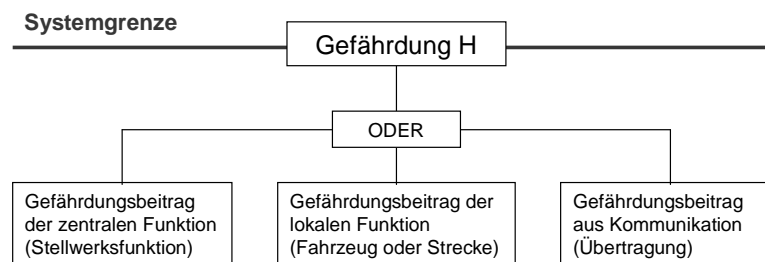 Systemgrenze
Gefährdung H
ODER
Gefährdungsbeitrag
der zentralen Funktion
(Stellwerksfunktion)
Gefährdungsbeitrag der
lokalen Funktion
(Fahrzeug oder Strecke)
Gefährdungsbeitrag
aus Kommunikation
(Übertragung)